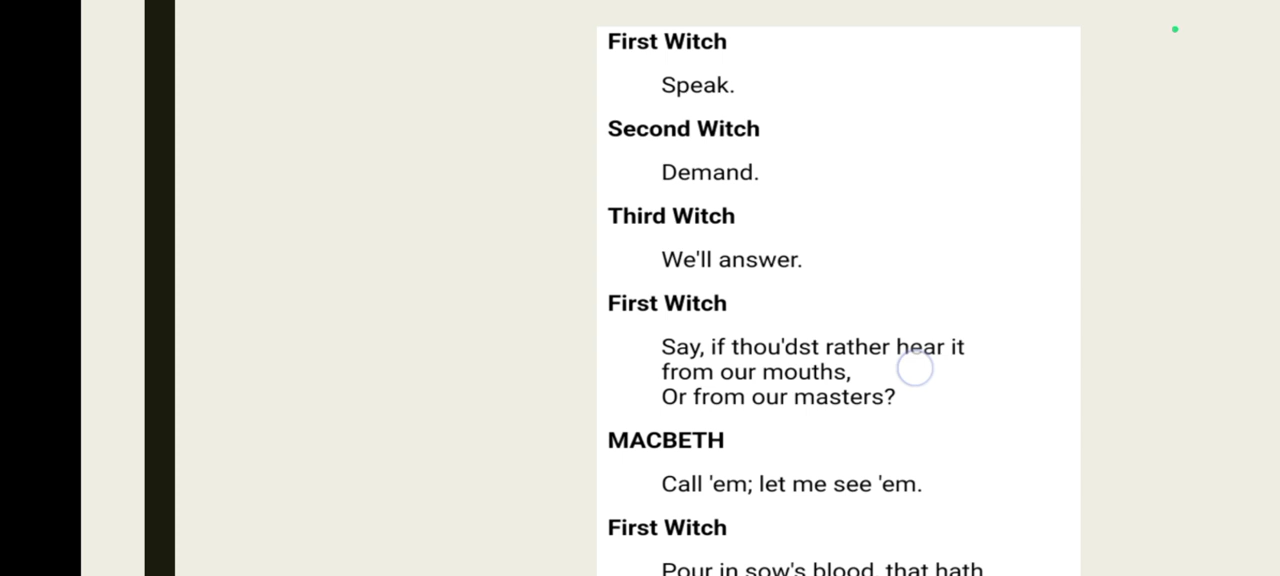 First Witch
Speak.
Second Witch
Demand.
Third Witch
We'll answer.
First Witch
Say, if thou'dst rather hear it
from our mouths,
Or from our masters?
MACBETH
Call 'em; let me see 'em.
First Witch
Pour in sow's blood, that hath